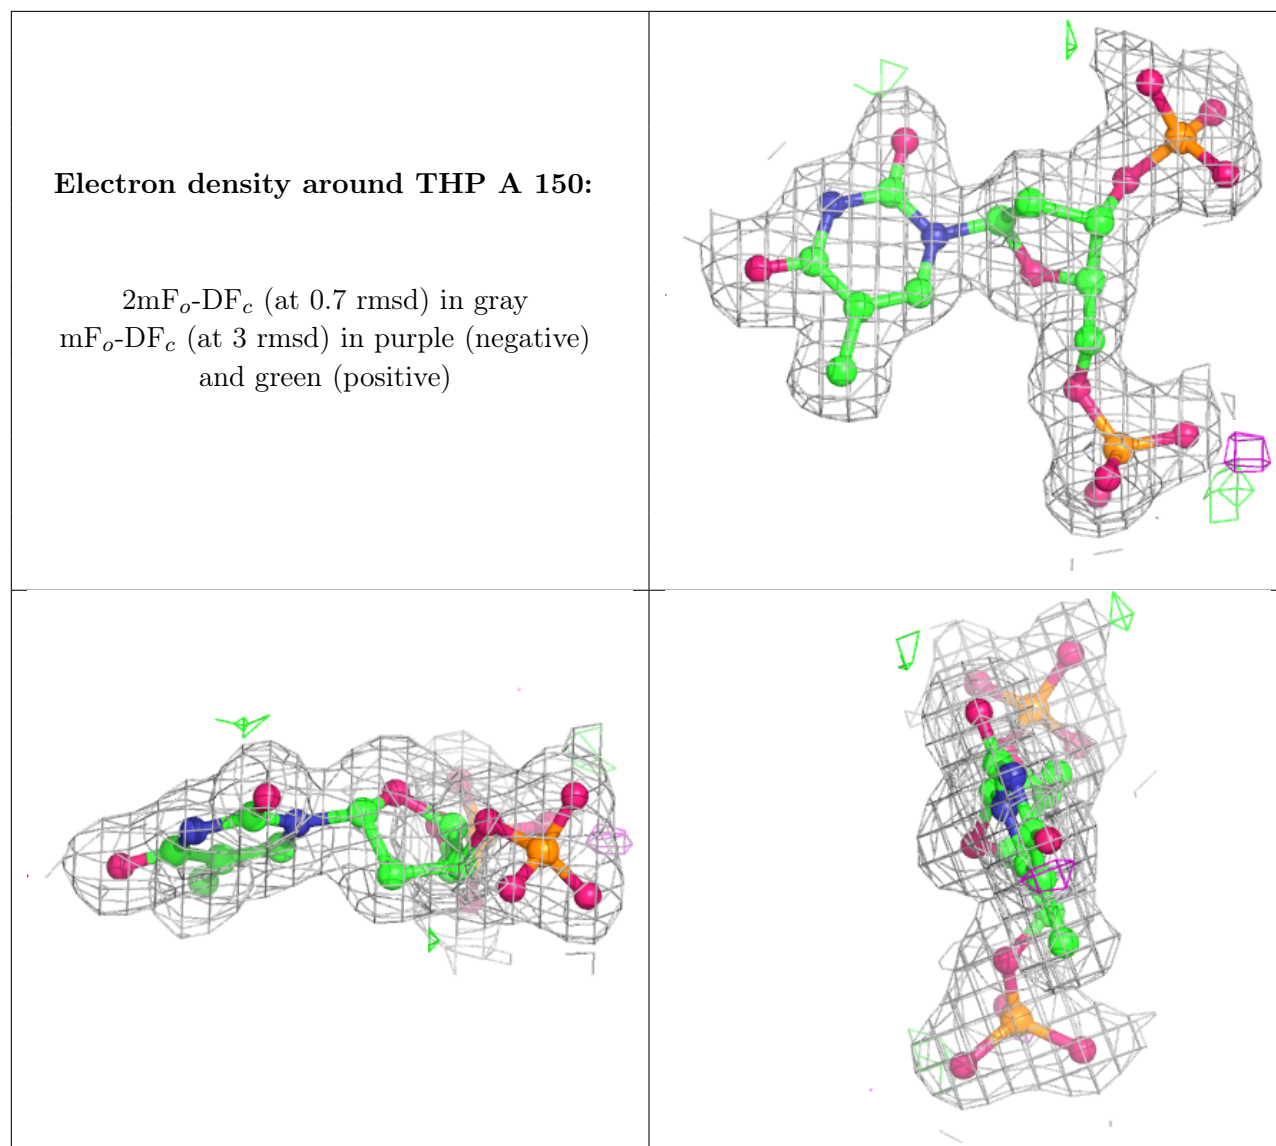 Electron density around THP A 150:
2mFo-DFc (at 0.7 rmsd) in gray
mFo-DFc (at 3 rmsd) in purple (negative)
and green (positive)